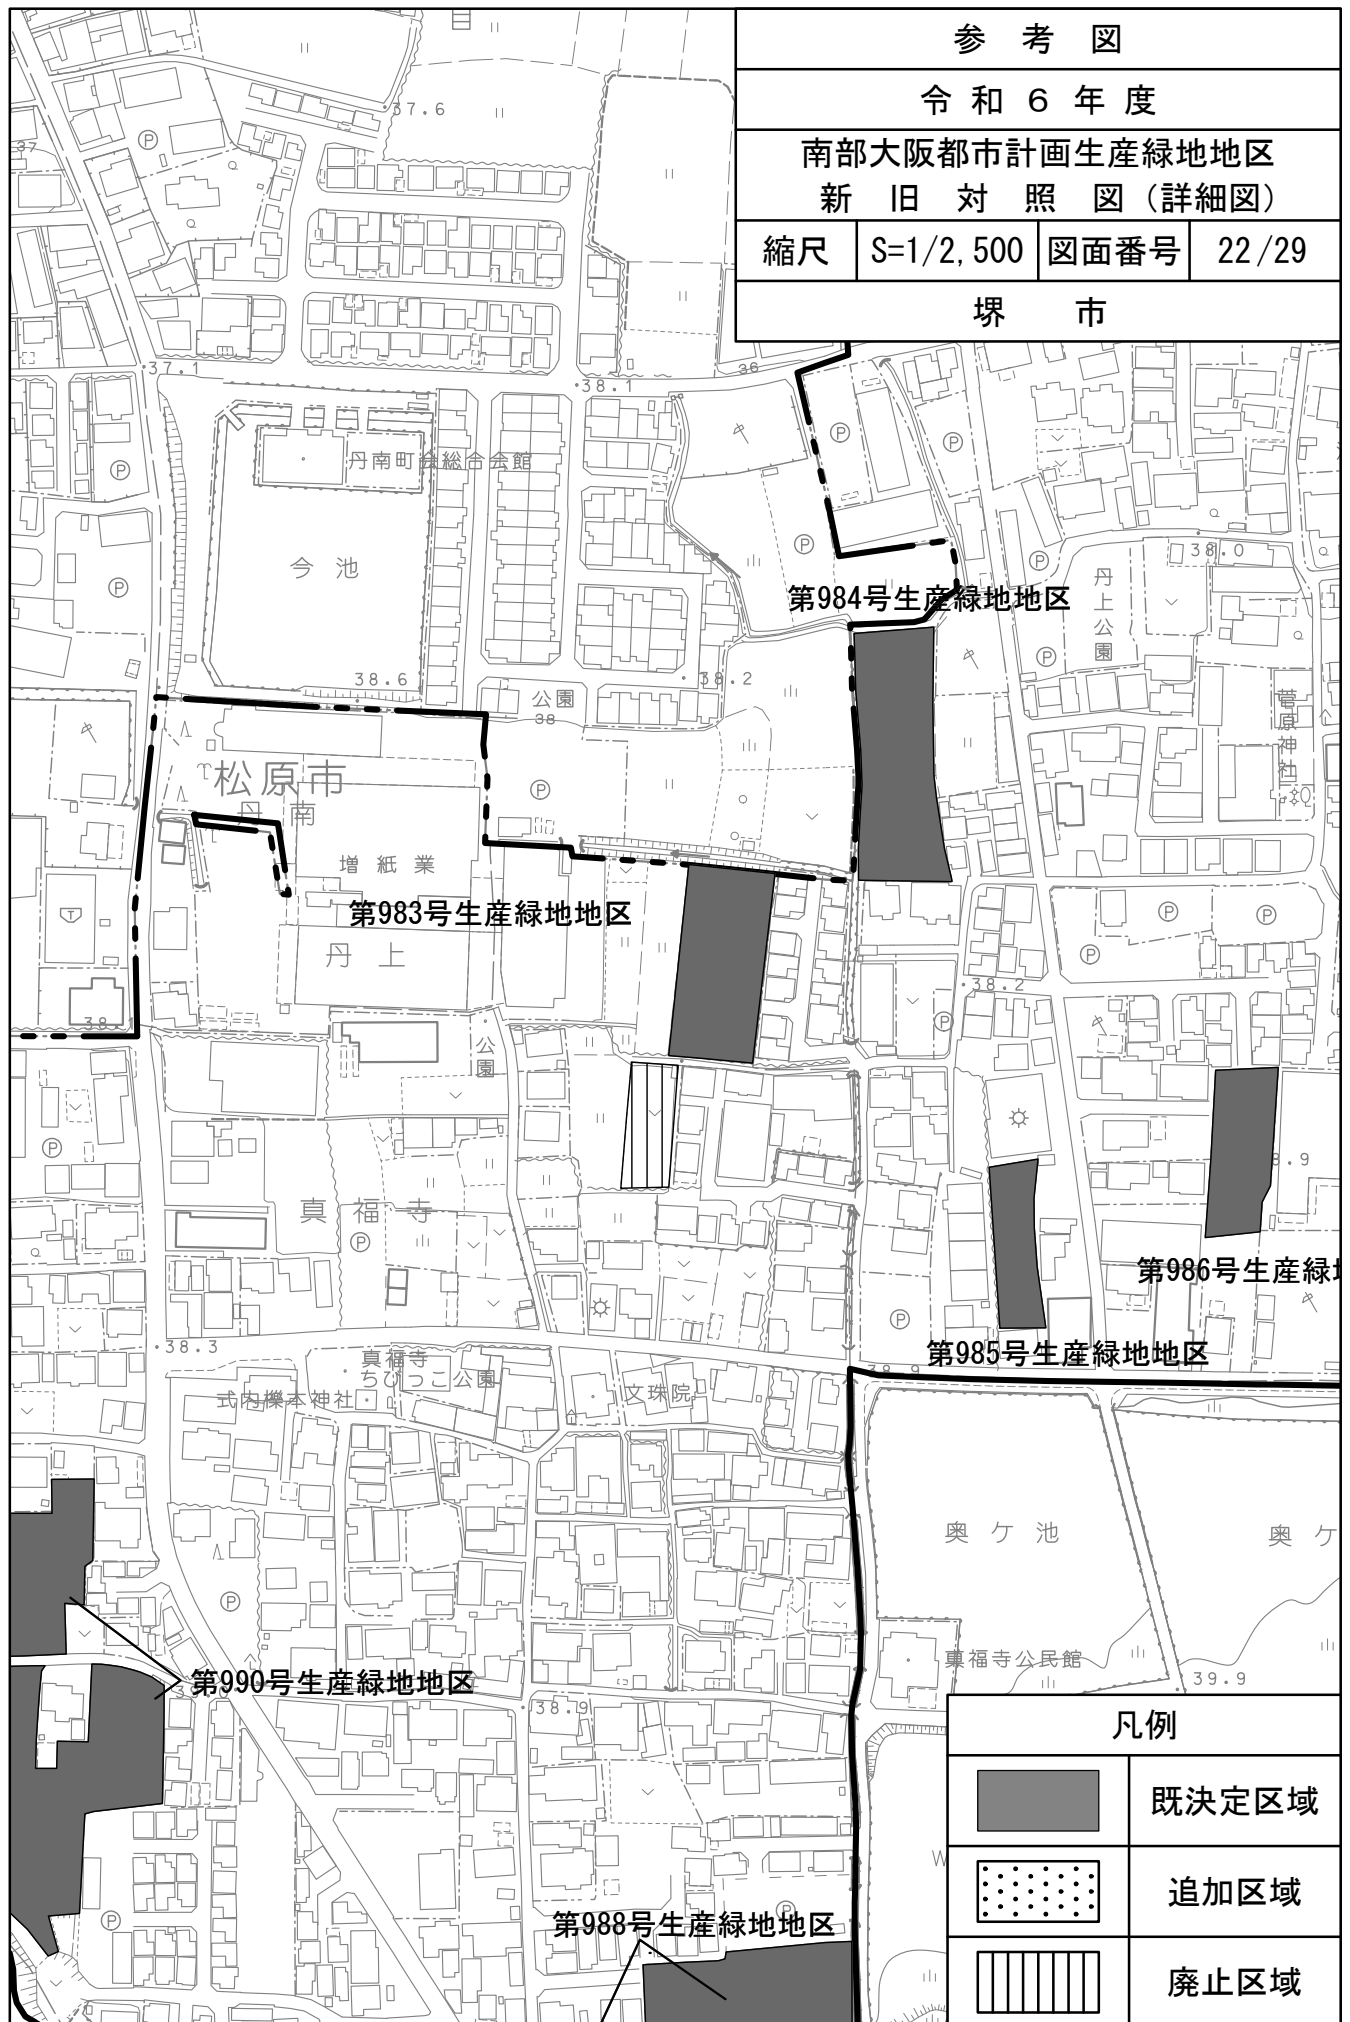 参考図
令和6年度
南部大阪都市計画生産緑地地区
新旧対照図(詳細図)
縮尺 S=1/2,500 図面番号 22/29
堺市
37.6
37
37.1
38.1
36
丹南町会総合会館
今池
38.0
第984号生産緑地地区
丹上公園
38.6
38.2
公園
38
菅原神社
松原市
丹南
増紙業
第983号生産緑地地区
丹上
38.2
38.1
公園
8.9
真福寺
第986号生産緑地
38.3
第985号生産緑地地区
38.9
真福寺
ちびっこ公園
式内櫟本神社
文珠院
奥ケ池
奥ケ
真福寺公民館
39.9
第990号生産緑地地区
38.9
凡例
既決定区域
追加区域
廃止区域
W
第988号生産緑地地区